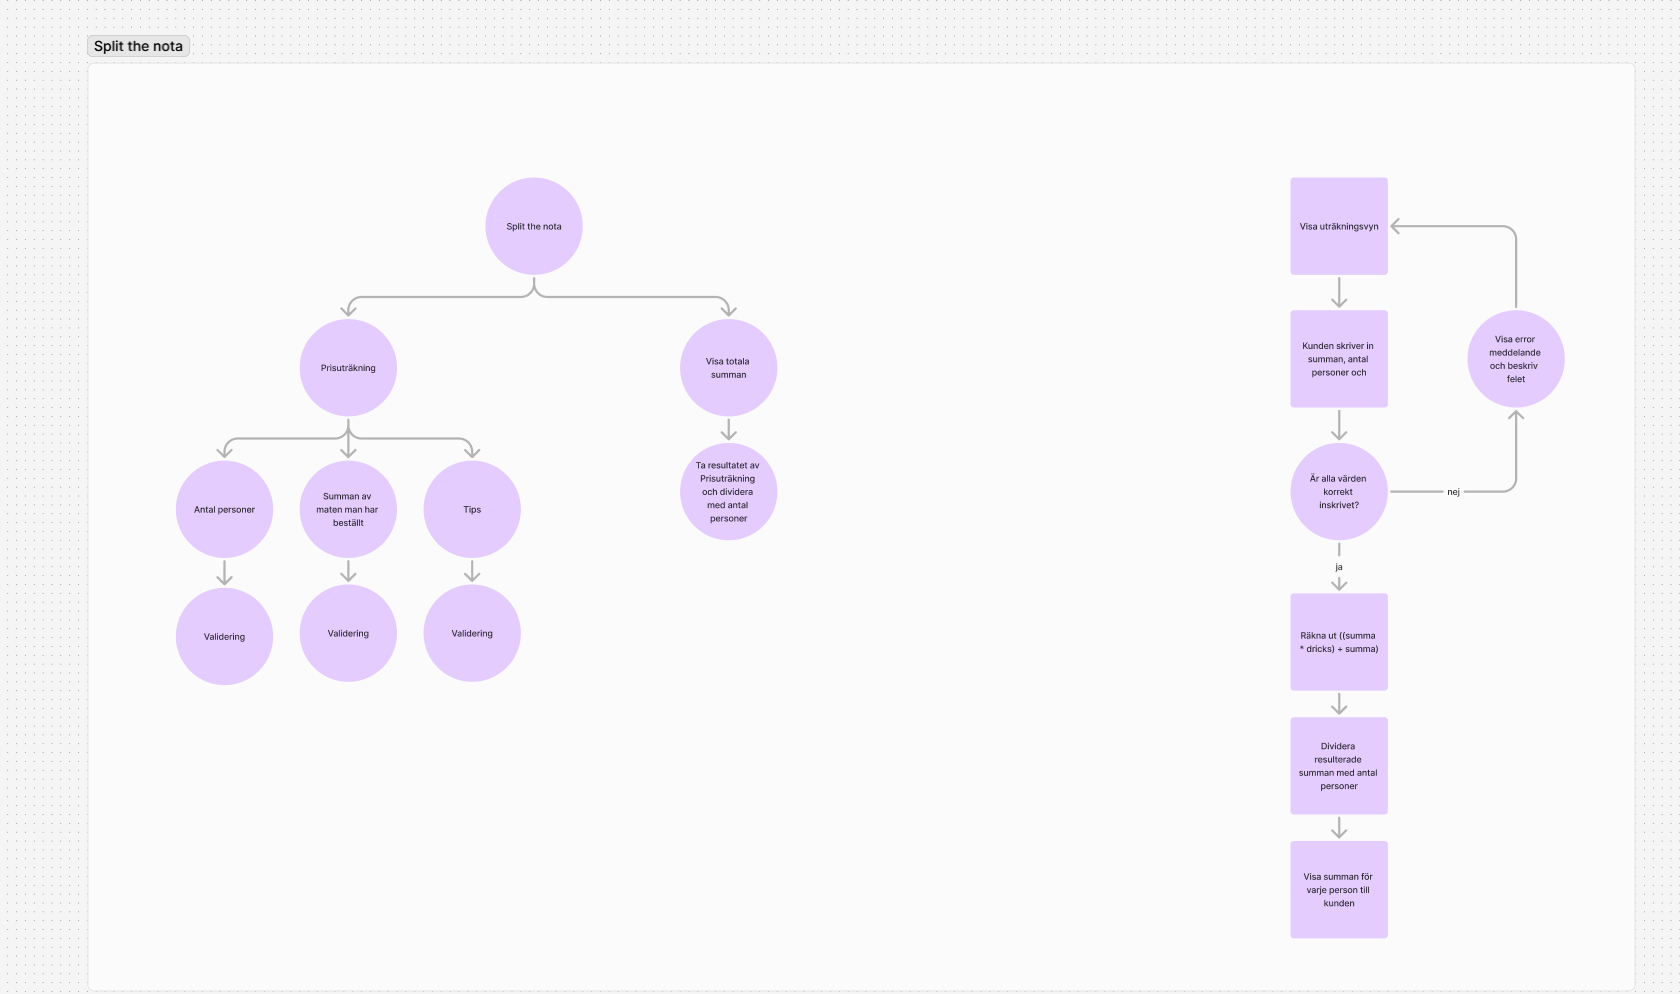 Split the nota
Split the nota
Prisuträkning
Visa totala
summan
Antal personer
Summan av
maten man har
beställt
Tips
Ta resultatet av
Prisuträkning
och dividera
med antal
personer
Validering
Validering
Validering
Visa uträkningsvyn
Kunden skriver in
summan, antal
personer och
Visa error
meddelande
och beskriv
felet
Är alla värden
korrekt
inskrivet?
nej
ja
Räkna ut ((summa
* dricks) + summa)
Dividera
resulterade
summan med antal
personer
Visa summan för
varje person till
kunden